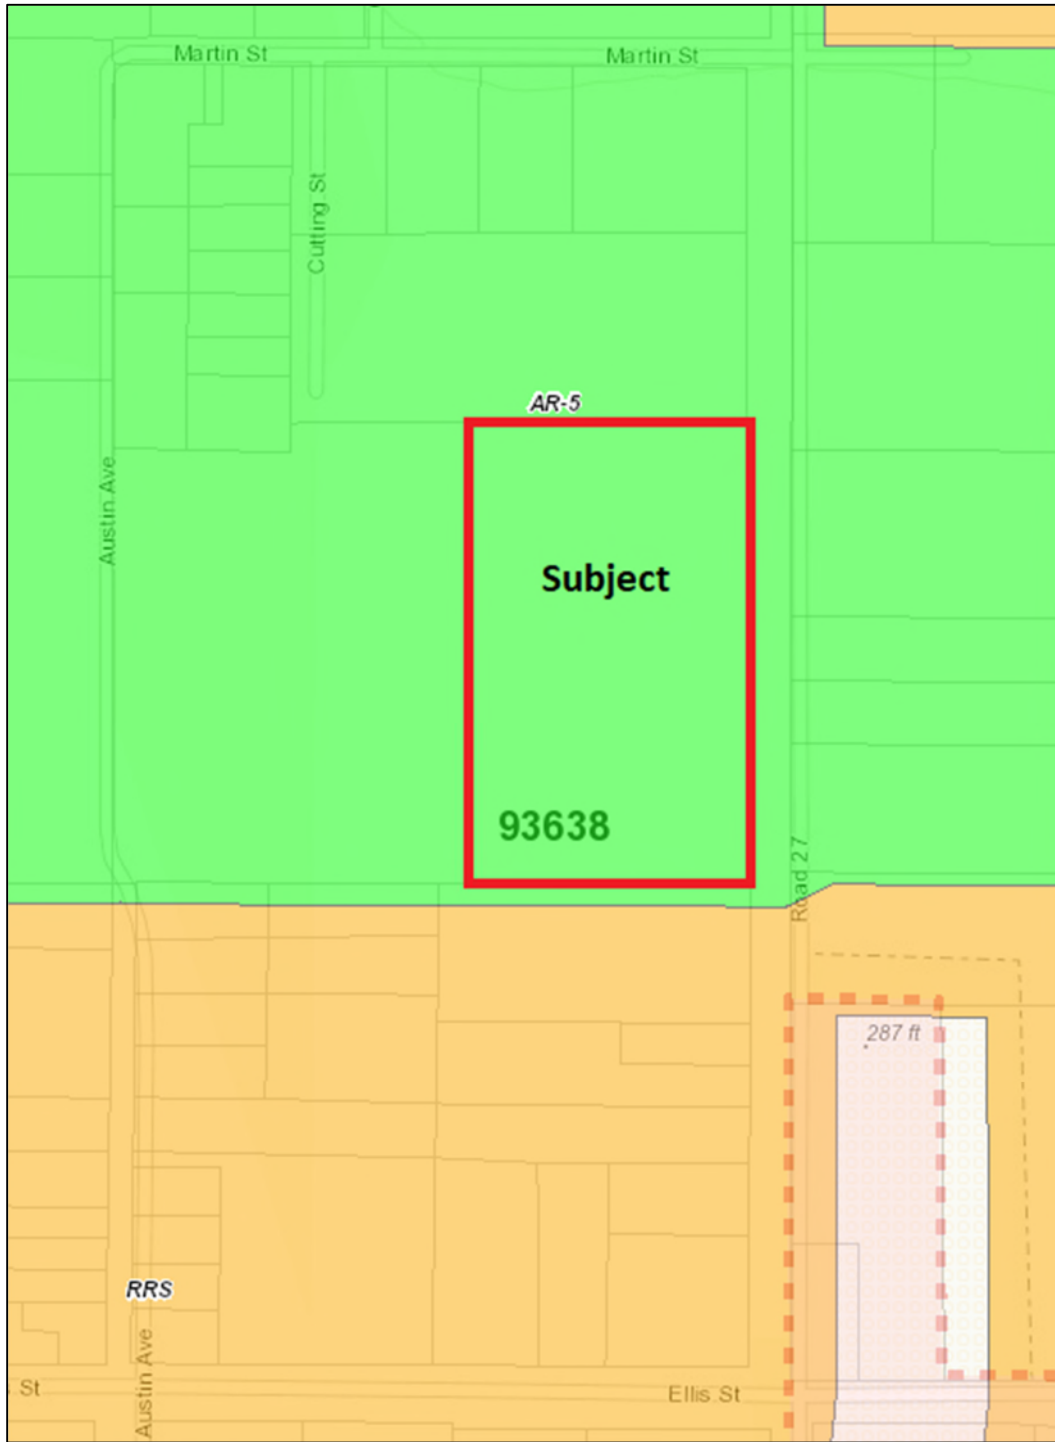 Martin St
Martin St
Cutting St
AR-5
Austin Ave
Subject
93638
Road 27
287 ft
RRS
Austin Ave
St
Ellis St